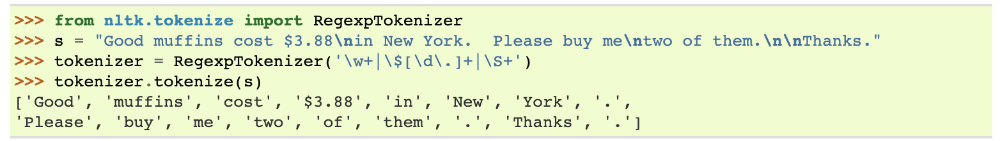 >>> from nltk.tokenize import RegexpTokenizer
>>> s = "Good muffins cost $3.88\nin New York.  Please buy me\ntwo of them.\n\nThanks."
>>> tokenizer = RegexpTokenizer('\w+|\$[\d\.]+|\S+')
>>> tokenizer.tokenize(s)
['Good', 'muffins', 'cost', '$3.88', 'in', 'New', 'York', '.',
'Please', 'buy', 'me', 'two', 'of', 'them', '.', 'Thanks', '.']